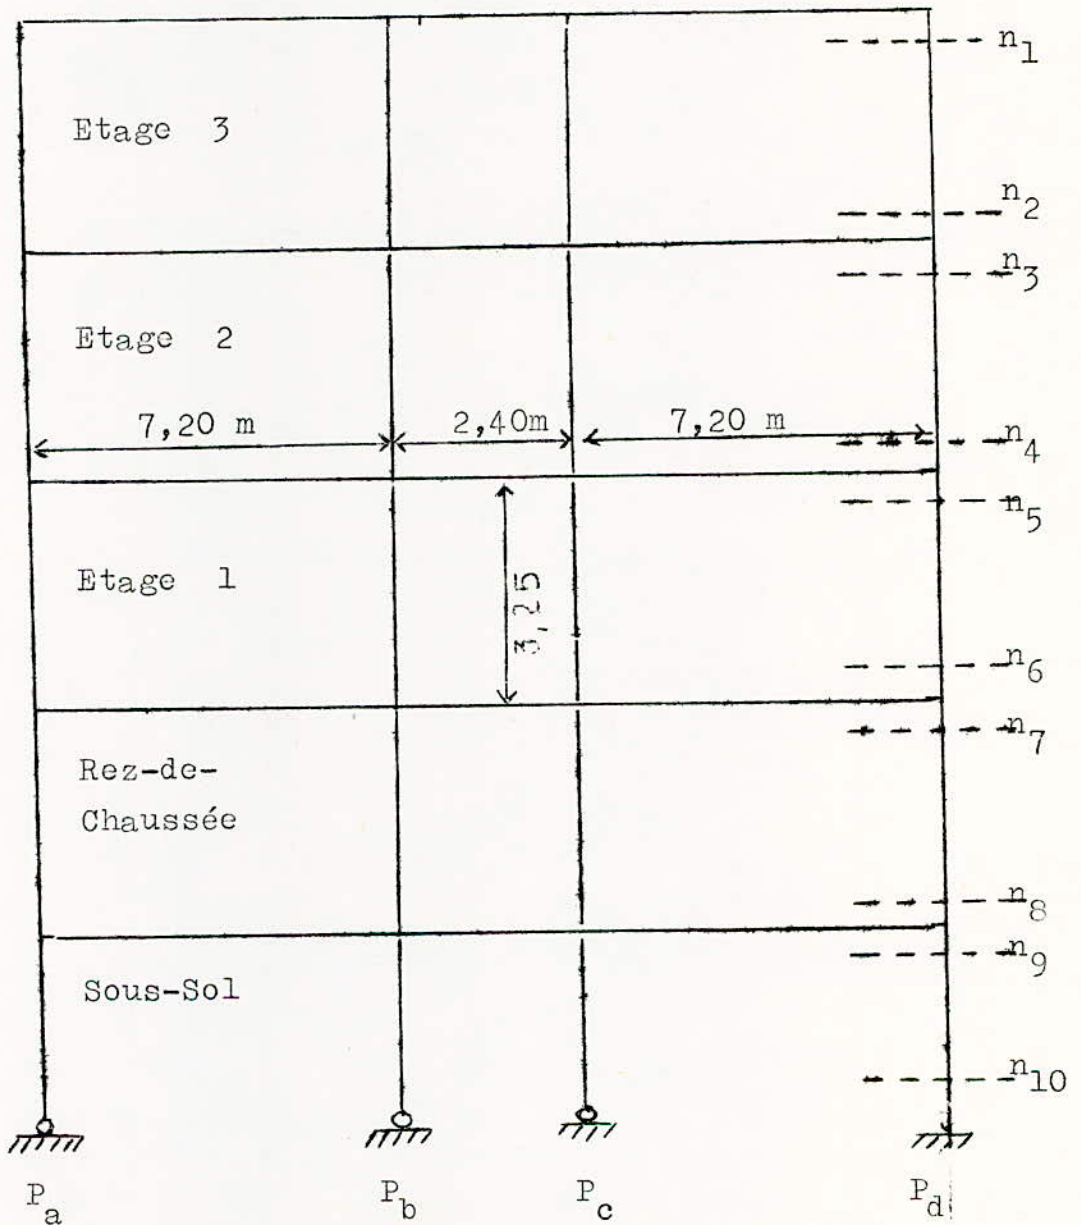 n1
Etage 3
n2
n3
Etage 2
7,20 m 2,40m 7,20 m
n4
n5
Etage 1
3,25
n6
n7
Rez-de-
Chaussée
n8
n9
Sous-Sol
n10
Pa Pb Pc Pd